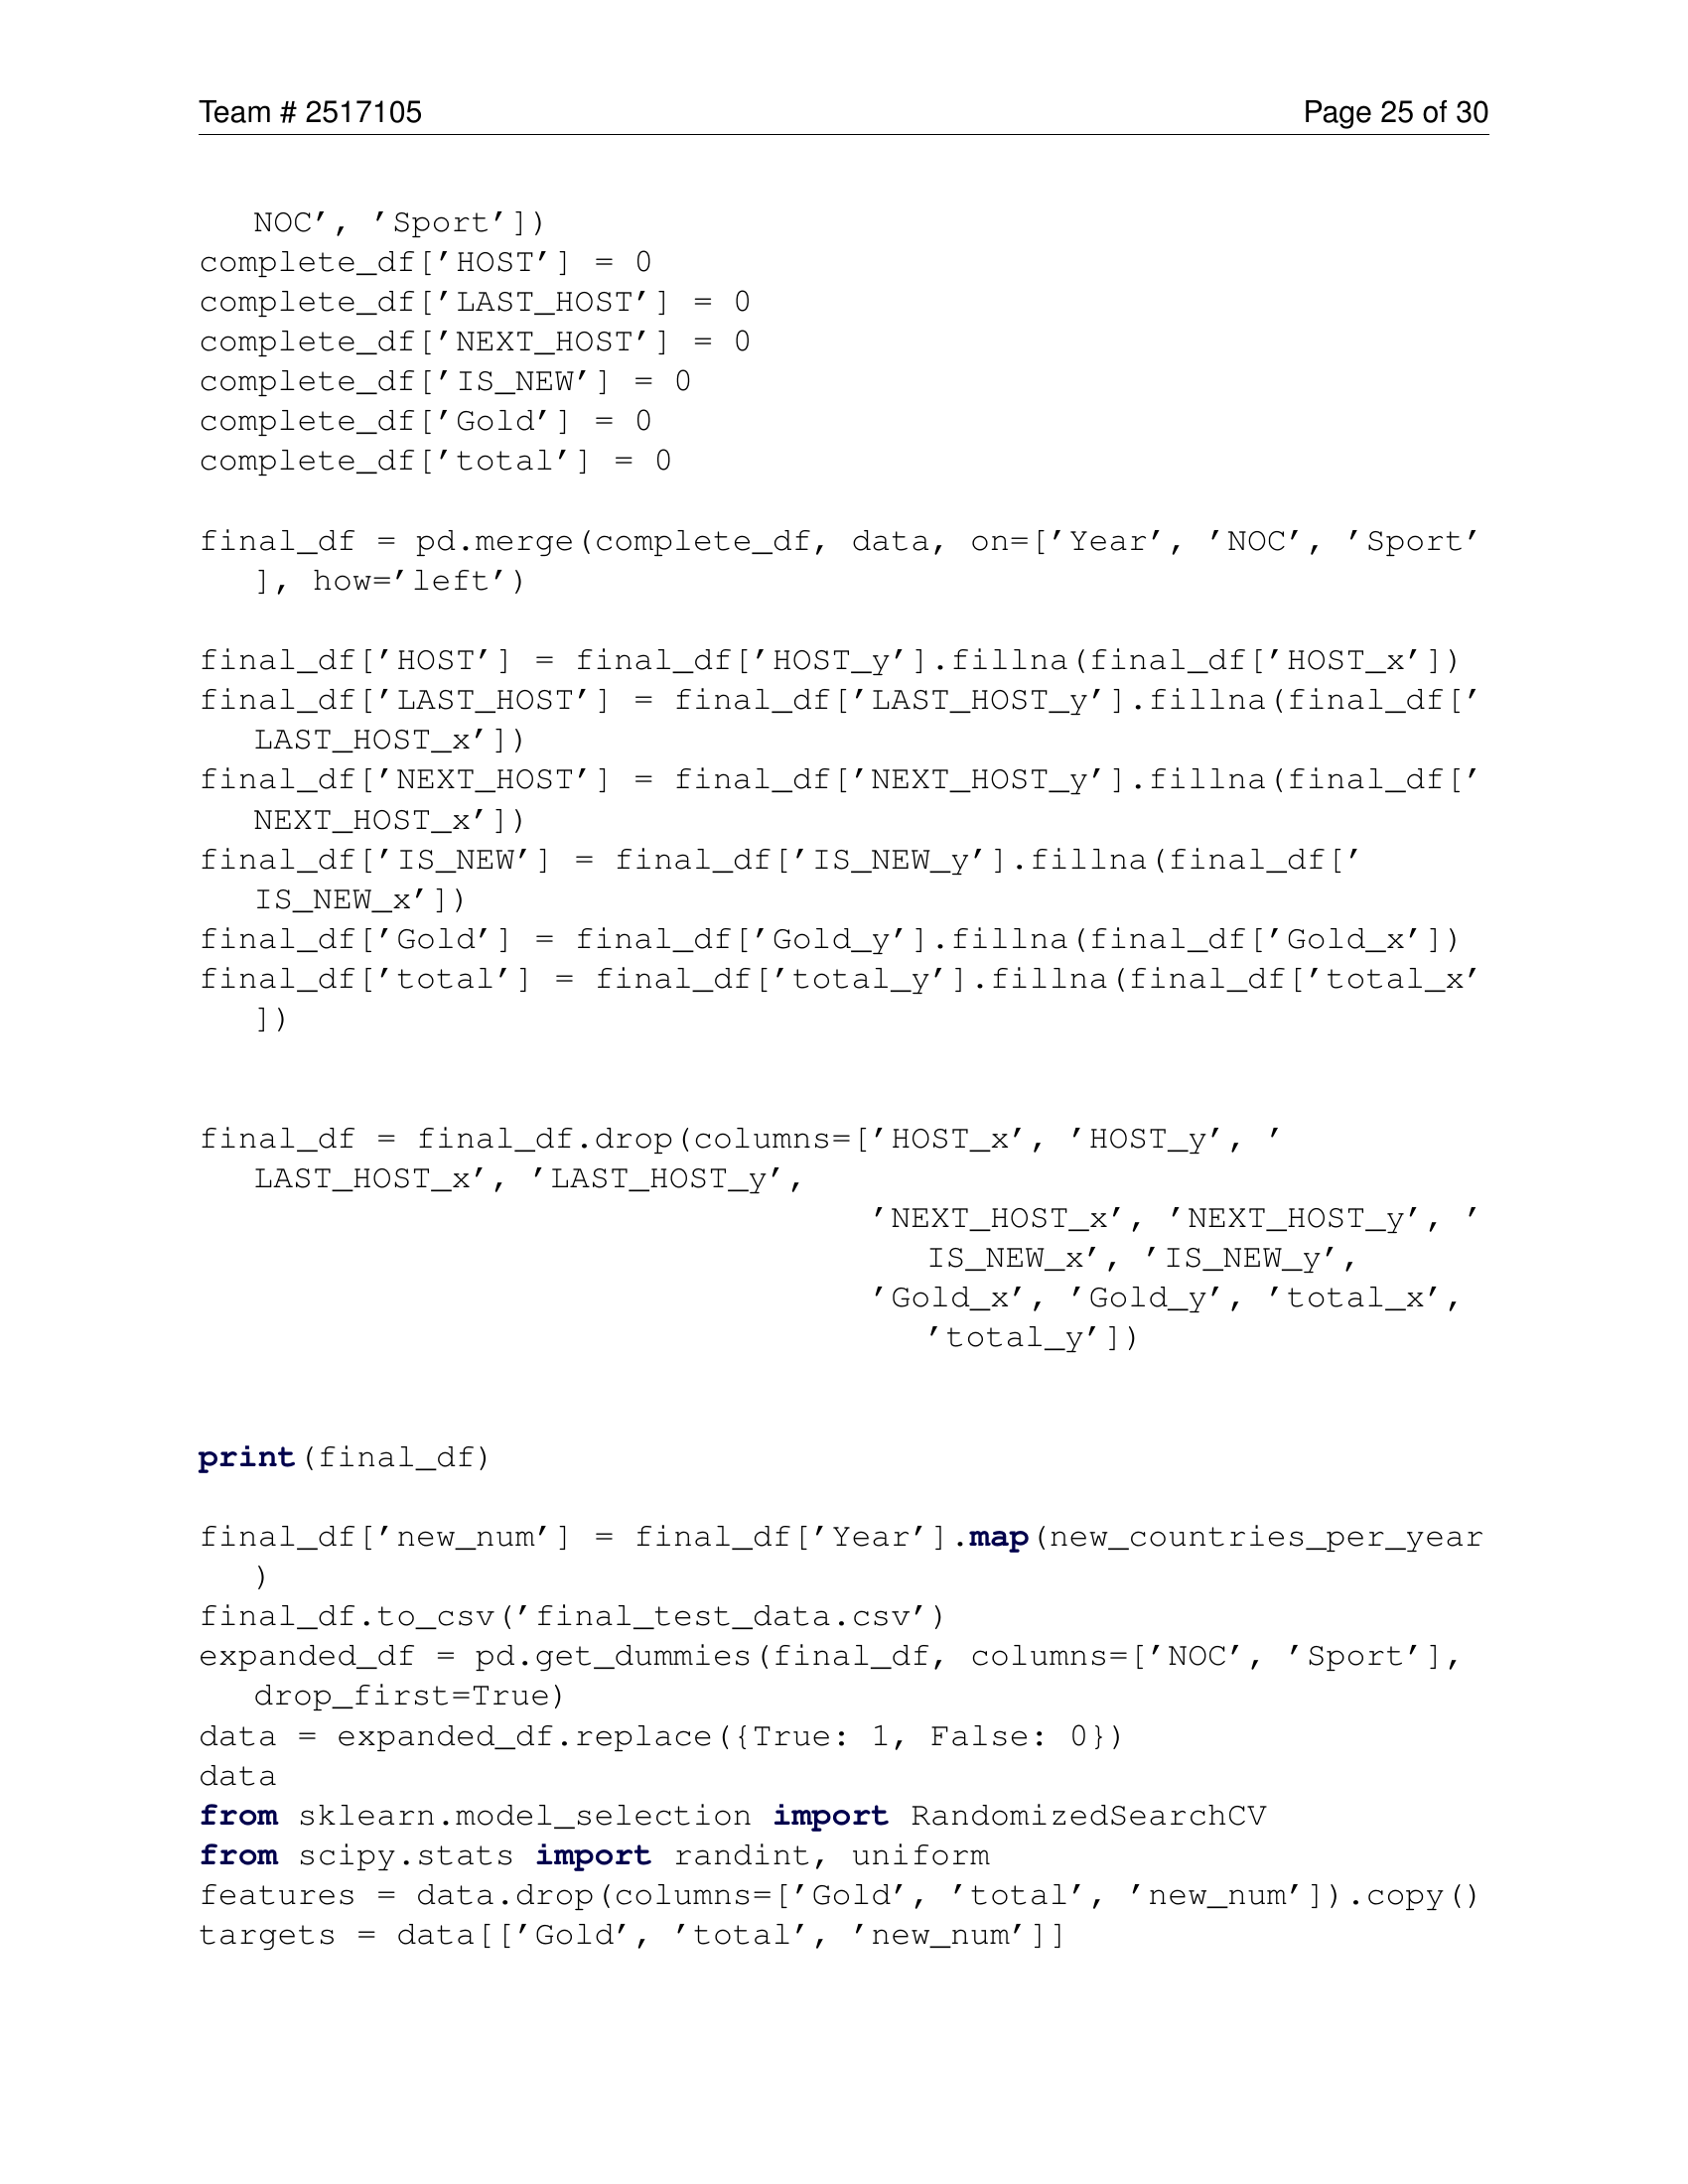 Team # 2517105
Page 25 of 30
NOC', 'Sport'])
complete_df['HOST'] = 0
complete_df['LAST_HOST'] = 0
complete_df['NEXT_HOST'] = 0
complete_df['IS_NEW'] = 0
complete_df['Gold'] = 0
complete_df['total'] = 0
final_df = pd.merge(complete_df, data, on=['Year', 'NOC', 'Sport'
], how='left')
final_df['HOST'] = final_df['HOST_y'].fillna(final_df['HOST_x'])
final_df['LAST_HOST'] = final_df['LAST_HOST_y'].fillna(final_df['
LAST_HOST_x'])
final_df['NEXT_HOST'] = final_df['NEXT_HOST_y'].fillna(final_df['
NEXT_HOST_x'])
final_df['IS_NEW'] = final_df['IS_NEW_y'].fillna(final_df['
IS_NEW_x'])
final_df['Gold'] = final_df['Gold_y'].fillna(final_df['Gold_x'])
final_df['total'] = final_df['total_y'].fillna(final_df['total_x'
])
final_df = final_df.drop(columns=['HOST_x', 'HOST_y', '
LAST_HOST_x', 'LAST_HOST_y',
'NEXT_HOST_x', 'NEXT_HOST_y', '
IS_NEW_x', 'IS_NEW_y',
'Gold_x', 'Gold_y', 'total_x',
'total_y'])
print(final_df)
final_df['new_num'] = final_df['Year'].map(new_countries_per_year
)
final_df.to_csv('final_test_data.csv')
expanded_df = pd.get_dummies(final_df, columns=['NOC', 'Sport'],
drop_first=True)
data = expanded_df.replace({True: 1, False: 0})
data
from sklearn.model_selection import RandomizedSearchCV
from scipy.stats import randint, uniform
features = data.drop(columns=['Gold', 'total', 'new_num']).copy()
targets = data[['Gold', 'total', 'new_num']]